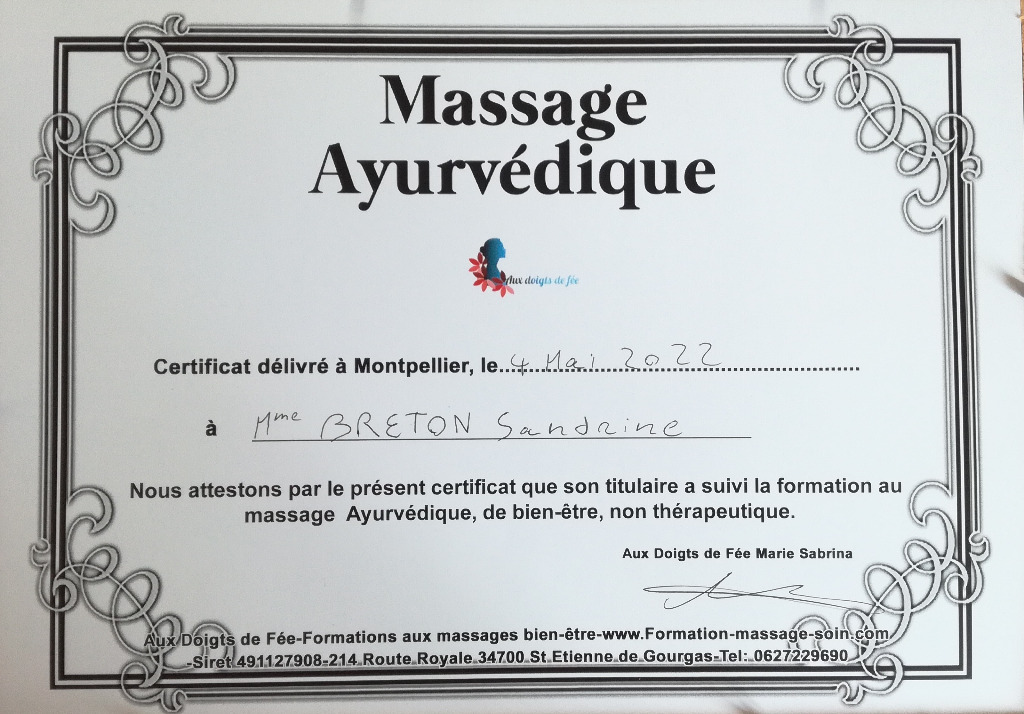 Massage
Ayurvédique
Aux doigts de fée
Certificat délivré à Montpellier, le 4 Mai 2022
à Mme BRETON Sandrine
Nous attestons par le présent certificat que son titulaire a suivi la formation au
massage Ayurvédique, de bien-être, non thérapeutique.
Aux Doigts de Fée Marie Sabrina
Aux Doigts de Fée-Formations aux massages bien-être-www.Formation-massage-soin.com
-Siret 491127908-214 Route Royale 34700 St Etienne de Gourgas-Tel: 0627229690